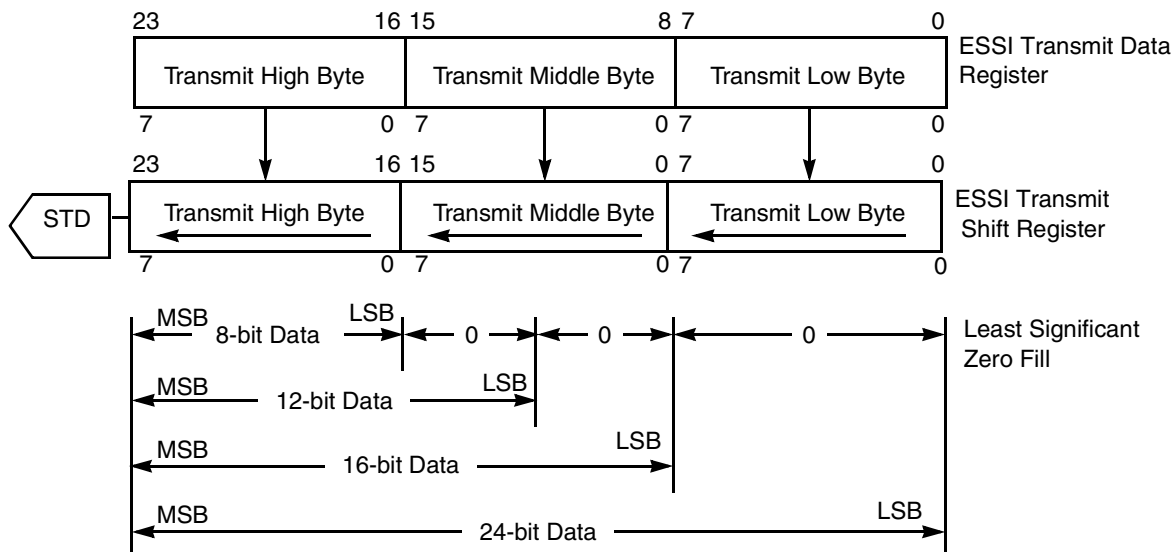 23 16 15 8 7 0
Transmit High Byte Transmit Middle Byte Transmit Low Byte
ESSI Transmit Data
Register
7 0 7 0 7 0
23 16 15 0 7 0
STD Transmit High Byte Transmit Middle Byte Transmit Low Byte
ESSI Transmit
Shift Register
7 0 7 0 7 0
MSB 8-bit Data LSB 0 0 0
Least Significant
Zero Fill
MSB 12-bit Data LSB
MSB 16-bit Data LSB
MSB 24-bit Data LSB